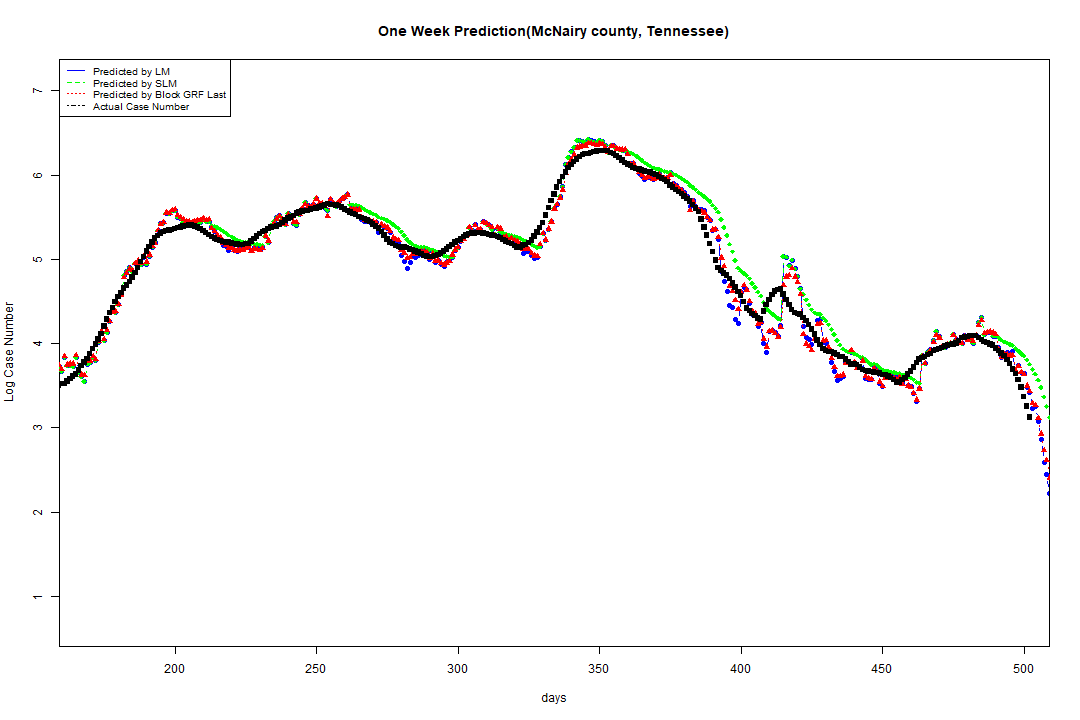 One Week Prediction(McNairy county, Tennessee)
Predicted by LM
Predicted by SLM
Predicted by Block GRF Last
Actual Case Number
7
6
5
4
3
2
1
Log Case Number
200 250 300 350 400 450 500
days